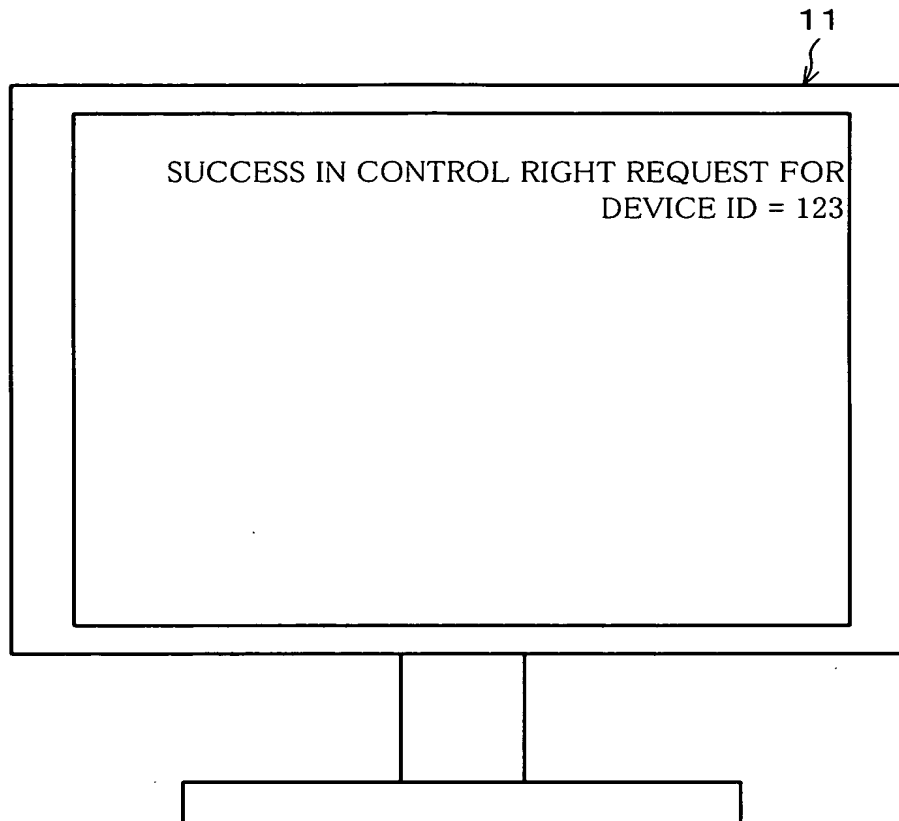 11
SUCCESS IN CONTROL RIGHT REQUEST FOR
DEVICE ID = 123